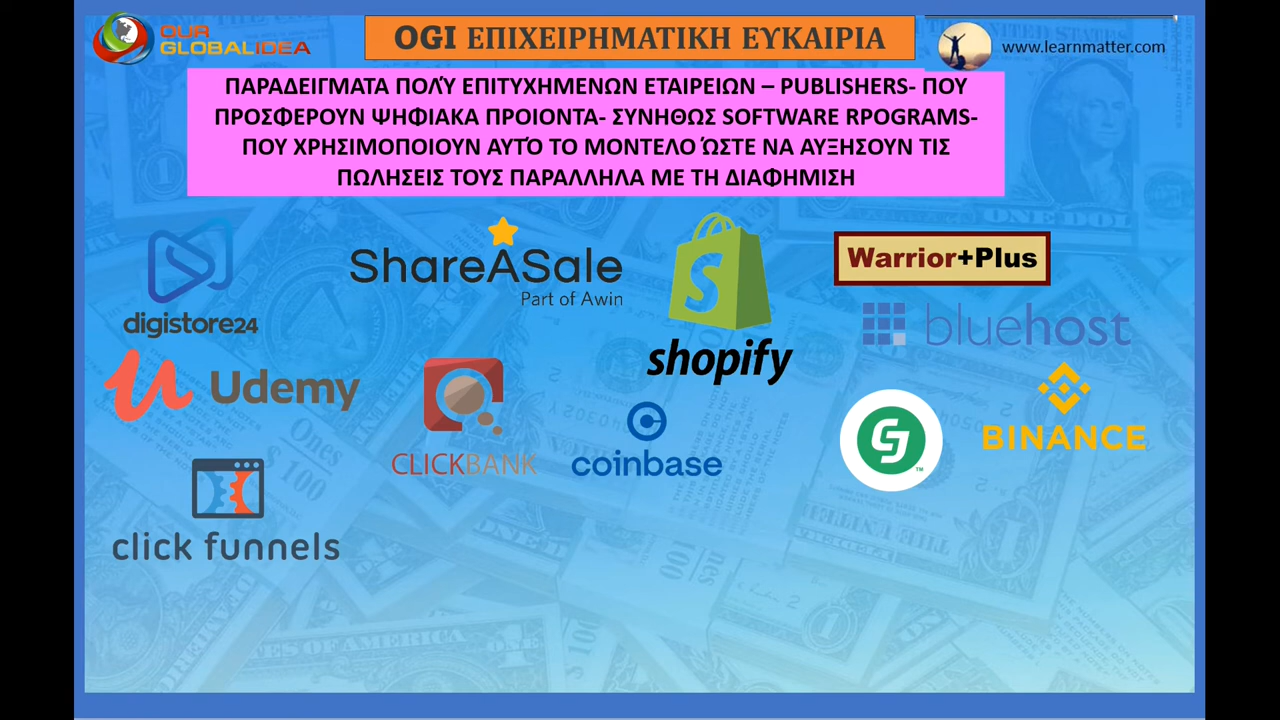 OUR
GLOBALIDEA
OGI ΕΠΙΧΕΙΡΗΜΑΤΙΚΗ ΕΥΚΑΙΡΙΑ
www.learnmatter.com
ΠΑΡΑΔΕΙΓΜΑΤΑ ΠΟΛΎ ΕΠΙΤΥΧΗΜΕΝΩΝ ΕΤΑΙΡΕΙΩΝ – PUBLISHERS- ΠΟΥ
ΠΡΟΣΦΕΡΟΥΝ ΨΗΦΙΑΚΑ ΠΡΟΙΟΝΤΑ- ΣΥΝΗΘΩΣ SOFTWARE RPOGRAMS-
ΠΟΥ ΧΡΗΣΙΜΟΠΟΙΟΥΝ ΑΥΤΌ ΤΟ ΜΟΝΤΕΛΟ ΏΣΤΕ ΝΑ ΑΥΞΗΣΟΥΝ ΤΙΣ
ΠΩΛΗΣΕΙΣ ΤΟΥΣ ΠΑΡΑΛΛΗΛΑ ΜΕ ΤΗ ΔΙΑΦΗΜΙΣΗ
digistore24
ShareASale
Part of Awin
shopify
Warrior+Plus
bluehost
Udemy
CLICKBANK
coinbase
CJ
TM
BINANCE
click funnels